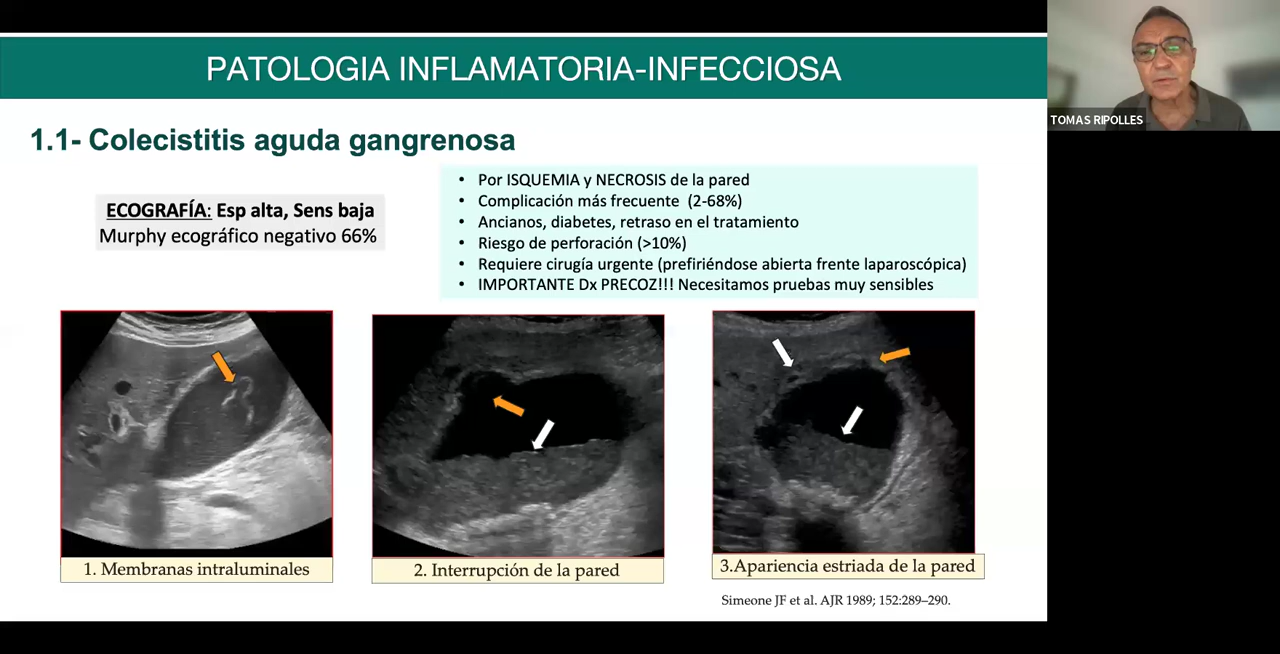 PATOLOGIA INFLAMATORIA-INFECCIOSA
TOMAS RIPOLLES
1.1- Colecistitis aguda gangrenosa
ECOGRAFÍA: Esp alta, Sens baja
Murphy ecográfico negativo 66%
• Por ISQUEMIA y NECROSIS de la pared
• Complicación más frecuente (2-68%)
• Ancianos, diabetes, retraso en el tratamiento
• Riesgo de perforación (>10%)
• Requiere cirugía urgente (prefiriéndose abierta frente laparoscópica)
• IMPORTANTE Dx PRECOZ!!! Necesitamos pruebas muy sensibles
1. Membranas intraluminales
2. Interrupción de la pared
3.Apariencia estriada de la pared
Simeone JF et al. AJR 1989; 152:289–290.